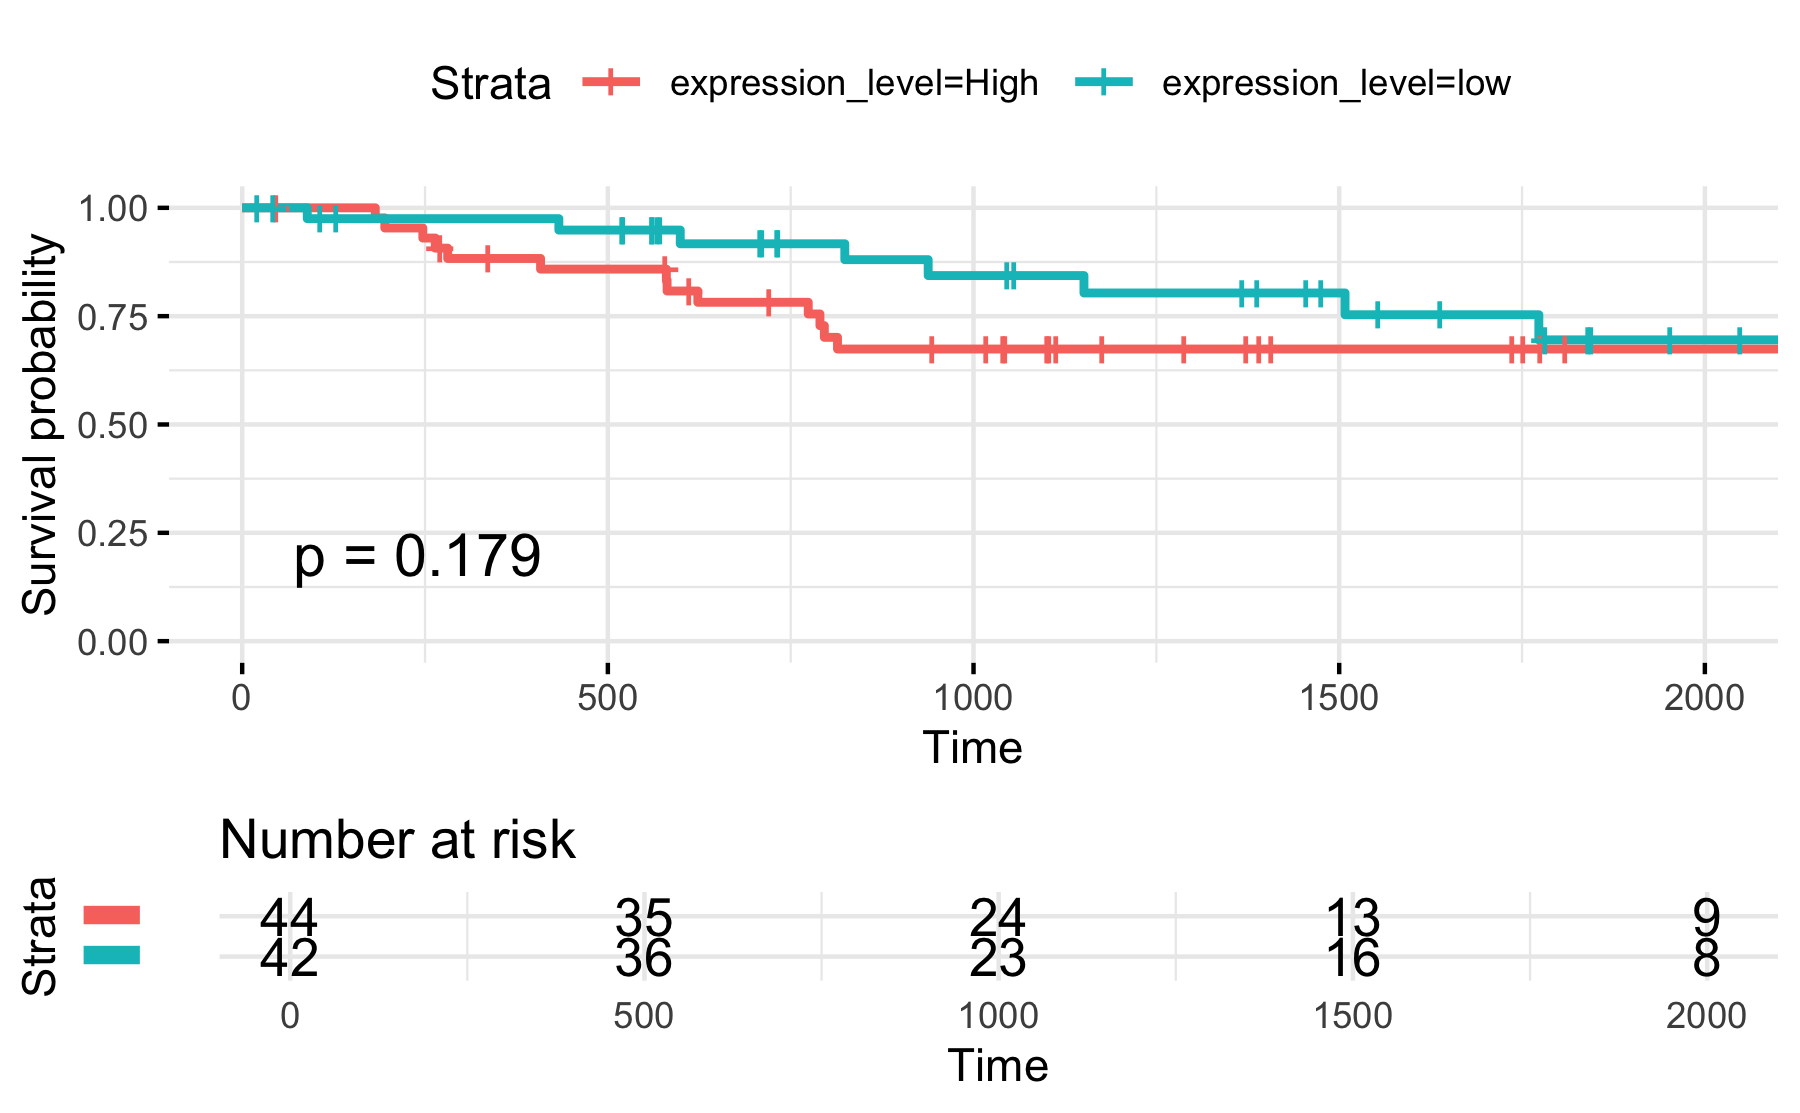 Strata expression_level=High expression_level=low
Survival probability
1.00
0.75
0.50
0.25
0.00
p = 0.179
0 500 1000 1500 2000
Time
Number at risk
Strata
44 35 24 13 9
42 36 23 16 8
0 500 1000 1500 2000
Time